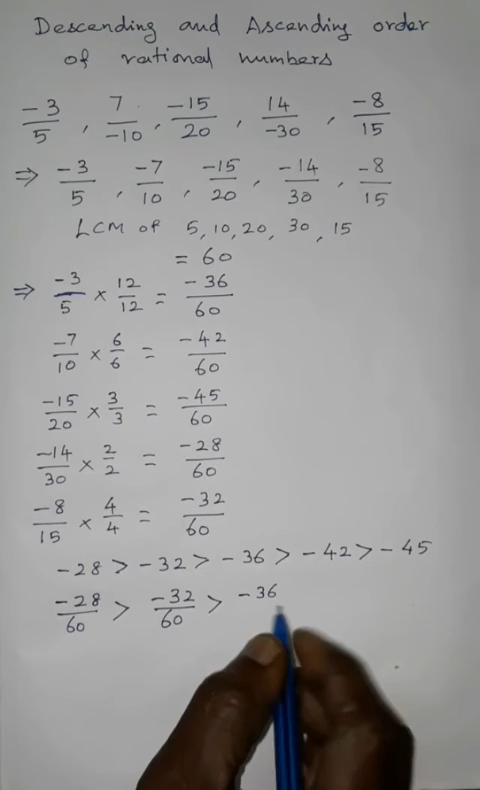 Descending and Ascending order
of rational numbers
-3/5, 7/-10, -15/20, 14/-30, -8/15
⇒ -3/5, -7/10, -15/20, -14/30, -8/15
LCM of 5, 10, 20, 30, 15
= 60
⇒ -3/5 × 12/12 = -36/60
-7/10 × 6/6 = -42/60
-15/20 × 3/3 = -45/60
-14/30 × 2/2 = -28/60
-8/15 × 4/4 = -32/60
-28 > -32 > -36 > -42 > -45
-28/60 > -32/60 > -36